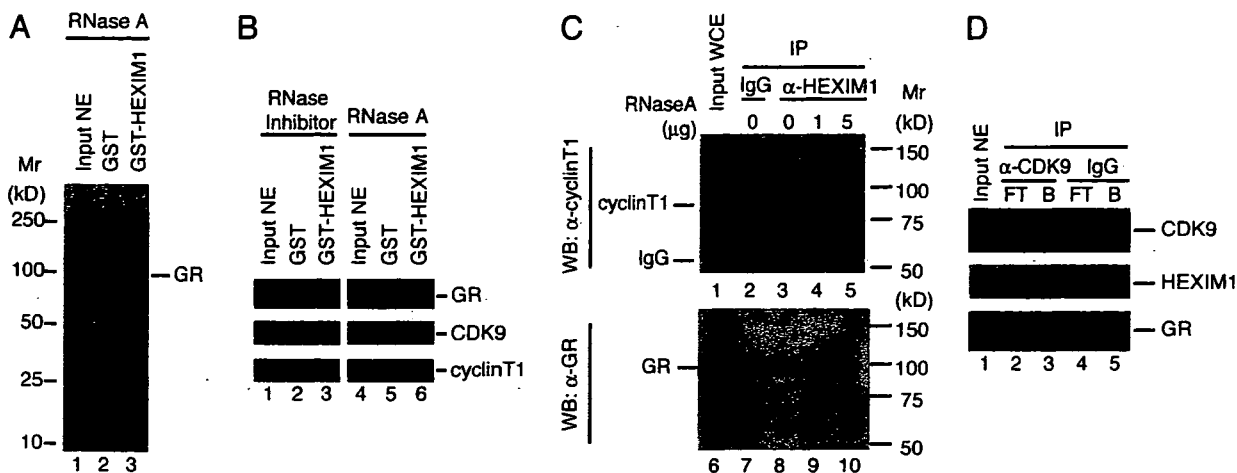 A
RNase A
Input NE
GST
GST-HEXIM1
Mr
(kD)
250
100
50
25
10
GR
1 2 3
B
RNase Inhibitor
RNase A
Input NE
GST
GST-HEXIM1
Input NE
GST
GST-HEXIM1
GR
CDK9
cyclinT1
1 2 3 4 5 6
C
Input WCE
IP
IgG α-HEXIM1
RNaseA
(μg)
0 0 1 5
Mr
(kD)
WB: α-cyclinT1
cyclinT1
IgG
150
100
75
50
1 2 3 4 5
(kD)
WB: α-GR
GR
150
100
75
50
6 7 8 9 10
D
Input NE
IP
α-CDK9 IgG
FT B FT B
CDK9
HEXIM1
GR
1 2 3 4 5